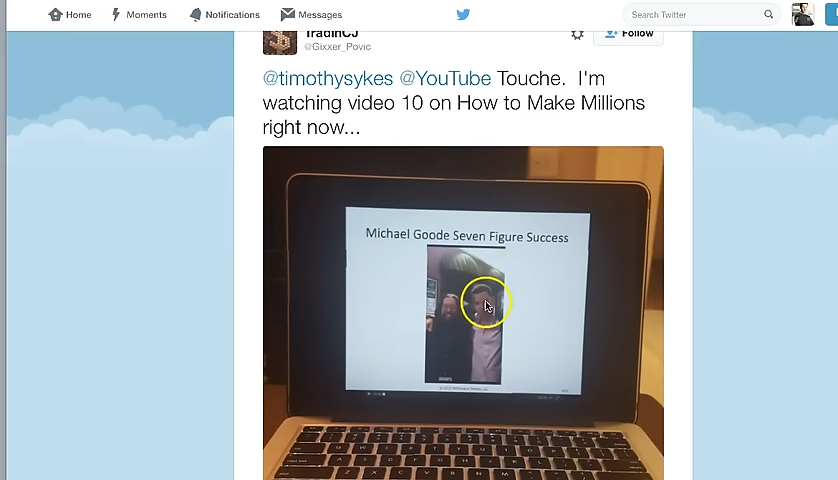 Home
Moments
Notifications
Messages
Search Twitter
TradinCJ
@Gixxer_Povic
Follow
@timothysykes @YouTube Touche. I'm
watching video 10 on How to Make Millions
right now...
Michael Goode Seven Figure Success